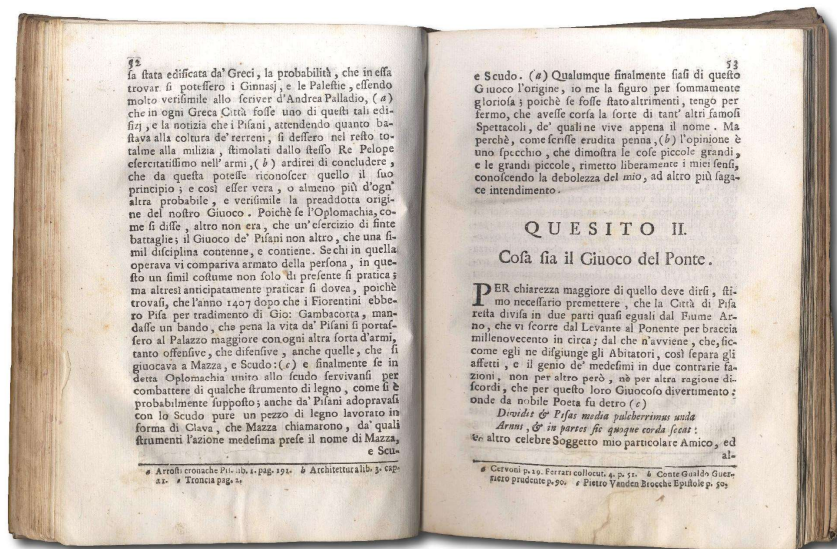 52
sa stata edificata da' Greci, la probabilità, che in essa
trovar si potessero i Ginnasj, e le Palestre, essendo
molto verisimile allo scriver d'Andrea Palladio, (a)
che in ogni Greca Città fosse uno di questi tali edi-
fizj, e la notizia che i Pisani, attendendo quanto ba-
stava alla coltura de' terreni, si dessero nel resto to-
talme alla milizia, stimolati dallo stesso Re Pelope
esercitatissimo nell' armi, (b) ardirei di concludere,
che da questa potesse riconoscer quello il suo
principio; e così esser vera, o almeno più d'ogn'
altra probabile, e verisimile la preaddotta origi-
ne del nostro Giuoco. Poichè se l'Oplomachia, co-
me si disse, altro non era, che un'esercizio di finte
battaglie; il Giuoco de' Pisani non altro, che una si-
mil disciplina contenne, e contiene. Se chi in quella
operava vi compariva armato della persona, in que-
sto un simil costume non solo di presente si pratica;
ma altresì anticipatamente praticar si dovea, poichè
trovasi, che l'anno 1407 dopo che i Fiorentini ebbe-
ro Pisa per tradimento di Gio: Gambacorta, man-
dasse un bando, che pena la vita da' Pisani si portas-
sero al Palazzo maggiore con ogni altra sorta d'armi,
tanto offensive, che difensive, anche quelle, che si
giuocava a Mazza, e Scudo: (c) e finalmente se in
detta Oplomachia unito allo scudo servivansi per
combattere di qualche strumento di legno, come si è
probabilmente supposto; anche da' Pisani adopravasi
con lo Scudo pure un pezzo di legno lavorato in
forma di Clava, che Mazza chiamarono, da' quali
strumenti l'azione medesima prese il nome di Mazza,
e Scu-
a Arrosti cronache Pis. lib. 1. pag. 191. b Architettura lib. 3. cap.
21. c Troncia pag. 2.
53
e Scudo. (a) Qualumque finalmente siasi di questo
Giuoco l'origine, io me la figuro per sommamente
gloriosa; poichè se fosse stato altrimenti, tengo per
fermo, che avesse corsa la sorte di tant' altri famosi
Spettacoli, de' quali ne vive appena il nome. Ma
perchè, come scrisse erudita penna, (b) l'opinione è
uno specchio, che dimostra le cose piccole grandi,
e le grandi piccole, rimetto liberamente i miei sensi,
conoscendo la debolezza del mio, ad altro più saga-
ce intendimento.
QUESITO II.
Cosa sia il Giuoco del Ponte.
PER chiarezza maggiore di quello deve dirsi, sti-
mo necessario premettere, che la Città di Pisa
resta divisa in due parti quasi eguali dal Fiume Ar-
no, che vi scorre dal Levante al Ponente per braccia
millenovecento in circa; dal che n'avviene, che, sic-
come egli ne disgiunge gli Abitatori, così separa gli
affetti, e il genio de' medesimi in due contrarie fa-
zioni, non per altro però, nè per altra ragione di-
scordi, che per questo loro Giuocoso divertimento:
onde da nobile Poeta fu detro (c)
Dividit & Pisas media pulcherrimus unda
Arnus, & in partes sic quoque corda secat:
Ed altro celebre Soggetto mio particolare Amico, ed
al-
a Cervoni p. 29. Ferrari collocut. 4. p. 51. b Conte Gualdo Guer-
riero prudente p. 90. c Pietro Vanden Brocche Epistole p. 50,